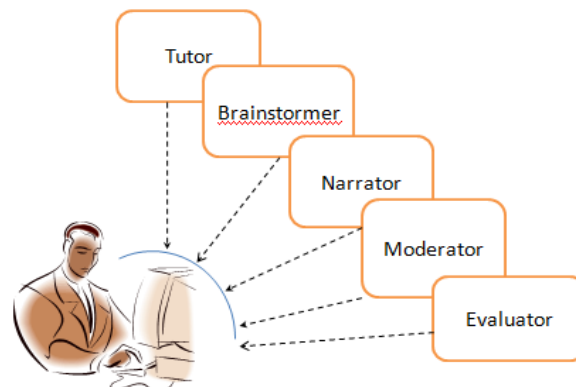 Tutor
Brainstormer
Narrator
Moderator
Evaluator